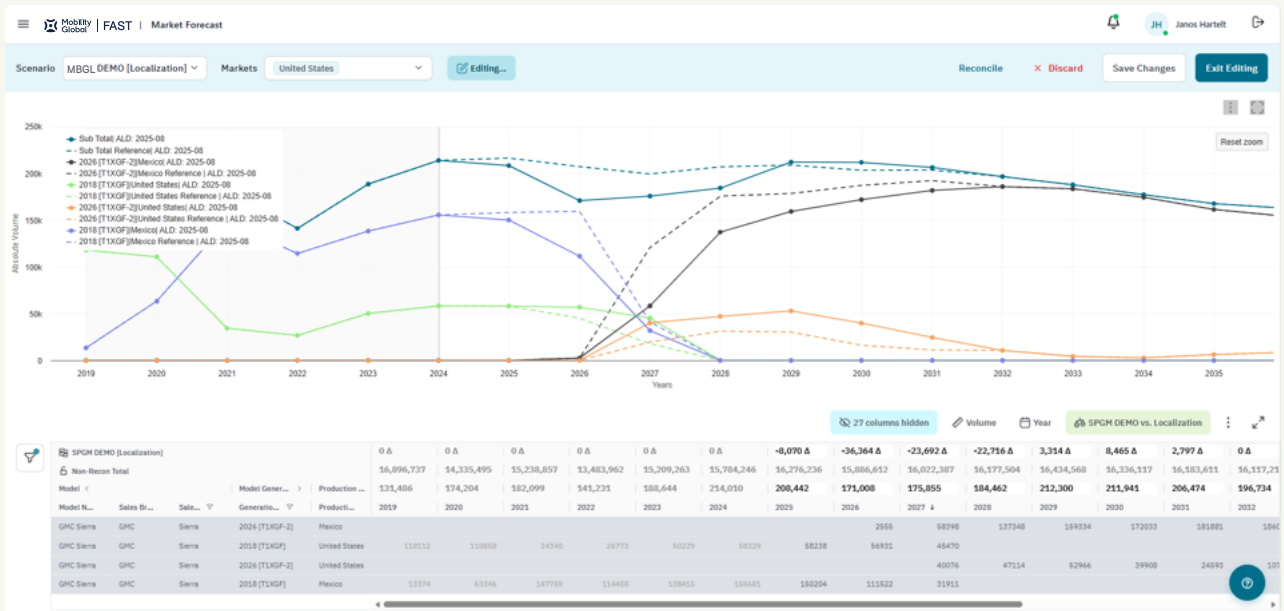 Mobility Global | FAST | Market Forecast JH Janos Hartelt
Scenario MBGL DEMO [Localization] Markets United States Editing... Reconcile × Discard Save Changes Exit Editing
Reset zoom
250k
200k
150k
100k
50k
0
Absolute Volume
Sub Total| ALD: 2025-08
Sub Total Reference| ALD: 2025-08
2026 [T1XGF-2]|Mexico| ALD: 2025-08
2026 [T1XGF-2]|Mexico Reference | ALD: 2025-08
2018 [T1XGF]|United States| ALD: 2025-08
2018 [T1XGF]|United States Reference | ALD: 2025-08
2026 [T1XGF-2]|United States| ALD: 2025-08
2026 [T1XGF-2]|United States Reference | ALD: 2025-08
2018 [T1XGF]|Mexico| ALD: 2025-08
2018 [T1XGF]|Mexico Reference | ALD: 2025-08
2019 2020 2021 2022 2023 2024 2025 2026 2027 2028 2029 2030 2031 2032 2033 2034 2035
Years
27 columns hidden Volume Year SPGM DEMO vs. Localization
SPGM DEMO [Localization] 0 Δ 0 Δ 0 Δ 0 Δ 0 Δ 0 Δ -8,070 Δ -36,364 Δ -23,692 Δ -22,716 Δ 3,314 Δ 8,465 Δ 2,797 Δ 0 Δ
Non-Recon Total 16,896,737 14,335,495 15,238,857 13,483,962 15,209,263 15,784,246 16,276,236 15,886,612 16,022,387 16,177,504 16,434,568 16,336,117 16,183,611 16,117,21
Model < Model Gener... > Production ... 131,486 174,204 182,099 141,231 188,644 214,010 208,442 171,008 175,855 184,462 212,300 211,941 206,474 196,734
Model N... Sales Br... Sale... Generatio... Producti... 2019 2020 2021 2022 2023 2024 2025 2026 2027 ↓ 2028 2029 2030 2031 2032
GMC Sierra GMC Sierra 2026 [T1XGF-2] Mexico 2555 58398 137348 159334 172033 181881 186
GMC Sierra GMC Sierra 2018 [T1XGF] United States 118112 110858 34340 26773 50229 58329 58238 56931 45470
GMC Sierra GMC Sierra 2026 [T1XGF-2] United States 40076 47114 52966 39908 24593 107
GMC Sierra GMC Sierra 2018 [T1XGF] Mexico 13374 63346 147759 114458 138415 155681 150204 111522 31911